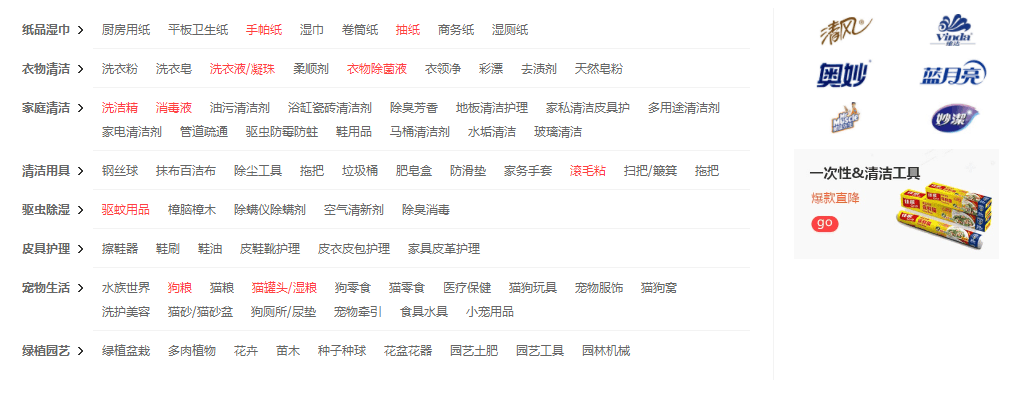 纸品湿巾 厨房用纸 平板卫生纸 手帕纸 湿巾 卷筒纸 抽纸 商务纸 湿厕纸
衣物清洁 洗衣粉 洗衣皂 洗衣液/凝珠 柔顺剂 衣物除菌液 衣领净 彩漂 去渍剂 天然皂粉
家庭清洁 洗洁精 消毒液 油污清洁剂 浴缸瓷砖清洁剂 除臭芳香 地板清洁护理 家私清洁皮具护 多用途清洁剂
家电清洁剂 管道疏通 驱虫防霉防蛀 鞋用品 马桶清洁剂 水垢清洁 玻璃清洁
清洁用具 钢丝球 抹布百洁布 除尘工具 拖把 垃圾桶 肥皂盒 防滑垫 家务手套 滚毛粘 扫把/簸箕 拖把
驱虫除湿 驱蚊用品 樟脑樟木 除螨仪除螨剂 空气清新剂 除臭消毒
皮具护理 擦鞋器 鞋刷 鞋油 皮鞋靴护理 皮衣皮包护理 家具皮革护理
宠物生活 水族世界 狗粮 猫粮 猫罐头/湿粮 狗零食 猫零食 医疗保健 猫狗玩具 宠物服饰 猫狗窝
洗护美容 猫砂/猫砂盆 狗厕所/尿垫 宠物牵引 食具水具 小宠用品
绿植园艺 绿植盆栽 多肉植物 花卉 苗木 种子种球 花盆花器 园艺土肥 园艺工具 园林机械
清风 Vinda 维达
奥妙 蓝月亮
MR MUSCLE 妙潔
一次性&清洁工具
爆款直降
go